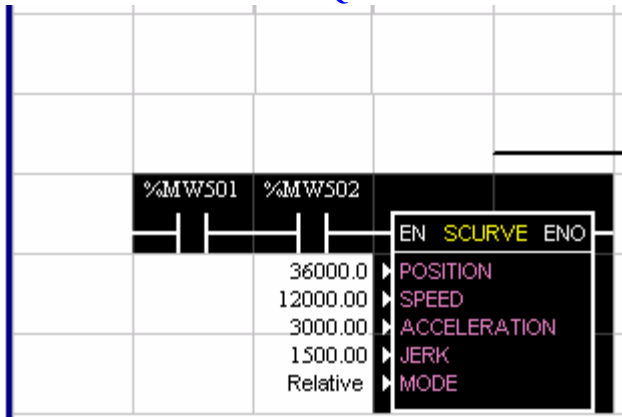 %MW501 %MW502
EN SCURVE ENO
36000.0 POSITION
12000.00 SPEED
3000.00 ACCELERATION
1500.00 JERK
Relative MODE